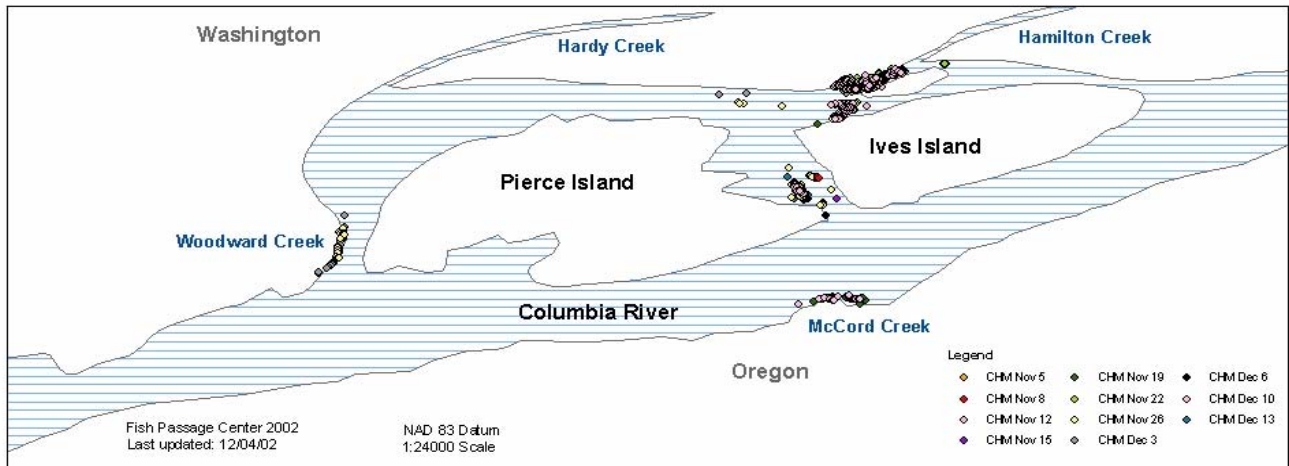 Washington
Hardy Creek
Hamilton Creek
Ives Island
Pierce Island
Woodward Creek
Columbia River
McCord Creek
Oregon
Legend
CHM Nov 5
CHM Nov 8
CHM Nov 12
CHM Nov 15
CHM Nov 19
CHM Nov 22
CHM Nov 26
CHM Dec 3
CHM Dec 6
CHM Dec 10
CHM Dec 13
Fish Passage Center 2002
Last updated: 12/04/02
NAD 83 Datum
1:24000 Scale